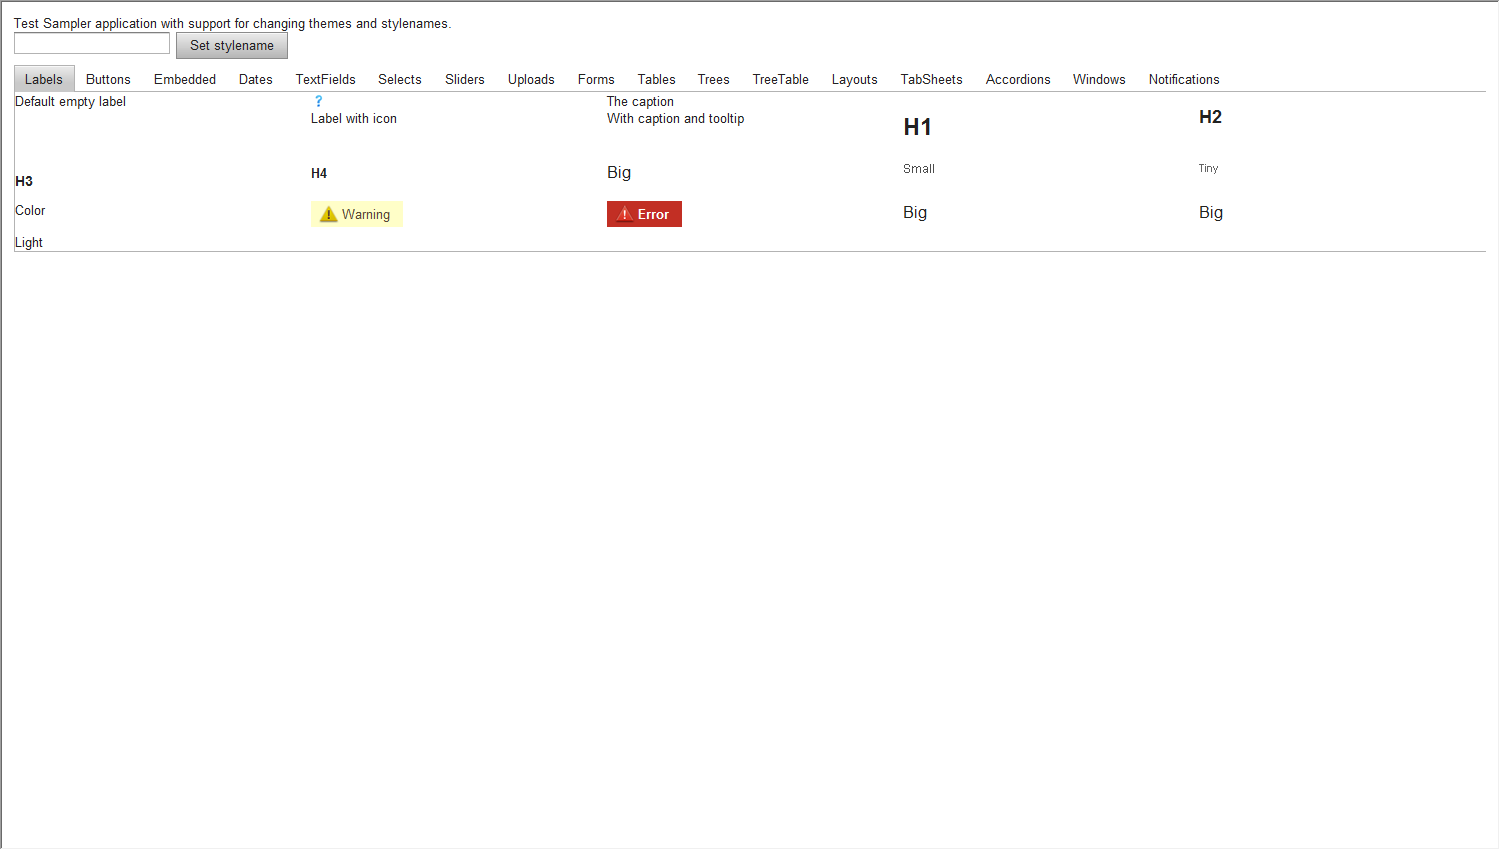 Test Sampler application with support for changing themes and stylenames.
Set stylename
Labels Buttons Embedded Dates TextFields Selects Sliders Uploads Forms Tables Trees TreeTable Layouts TabSheets Accordions Windows Notifications
Default empty label ? The caption
Label with icon With caption and tooltip H1 H2
H3 H4 Big Small Tiny
Color Warning Error Big Big
Light